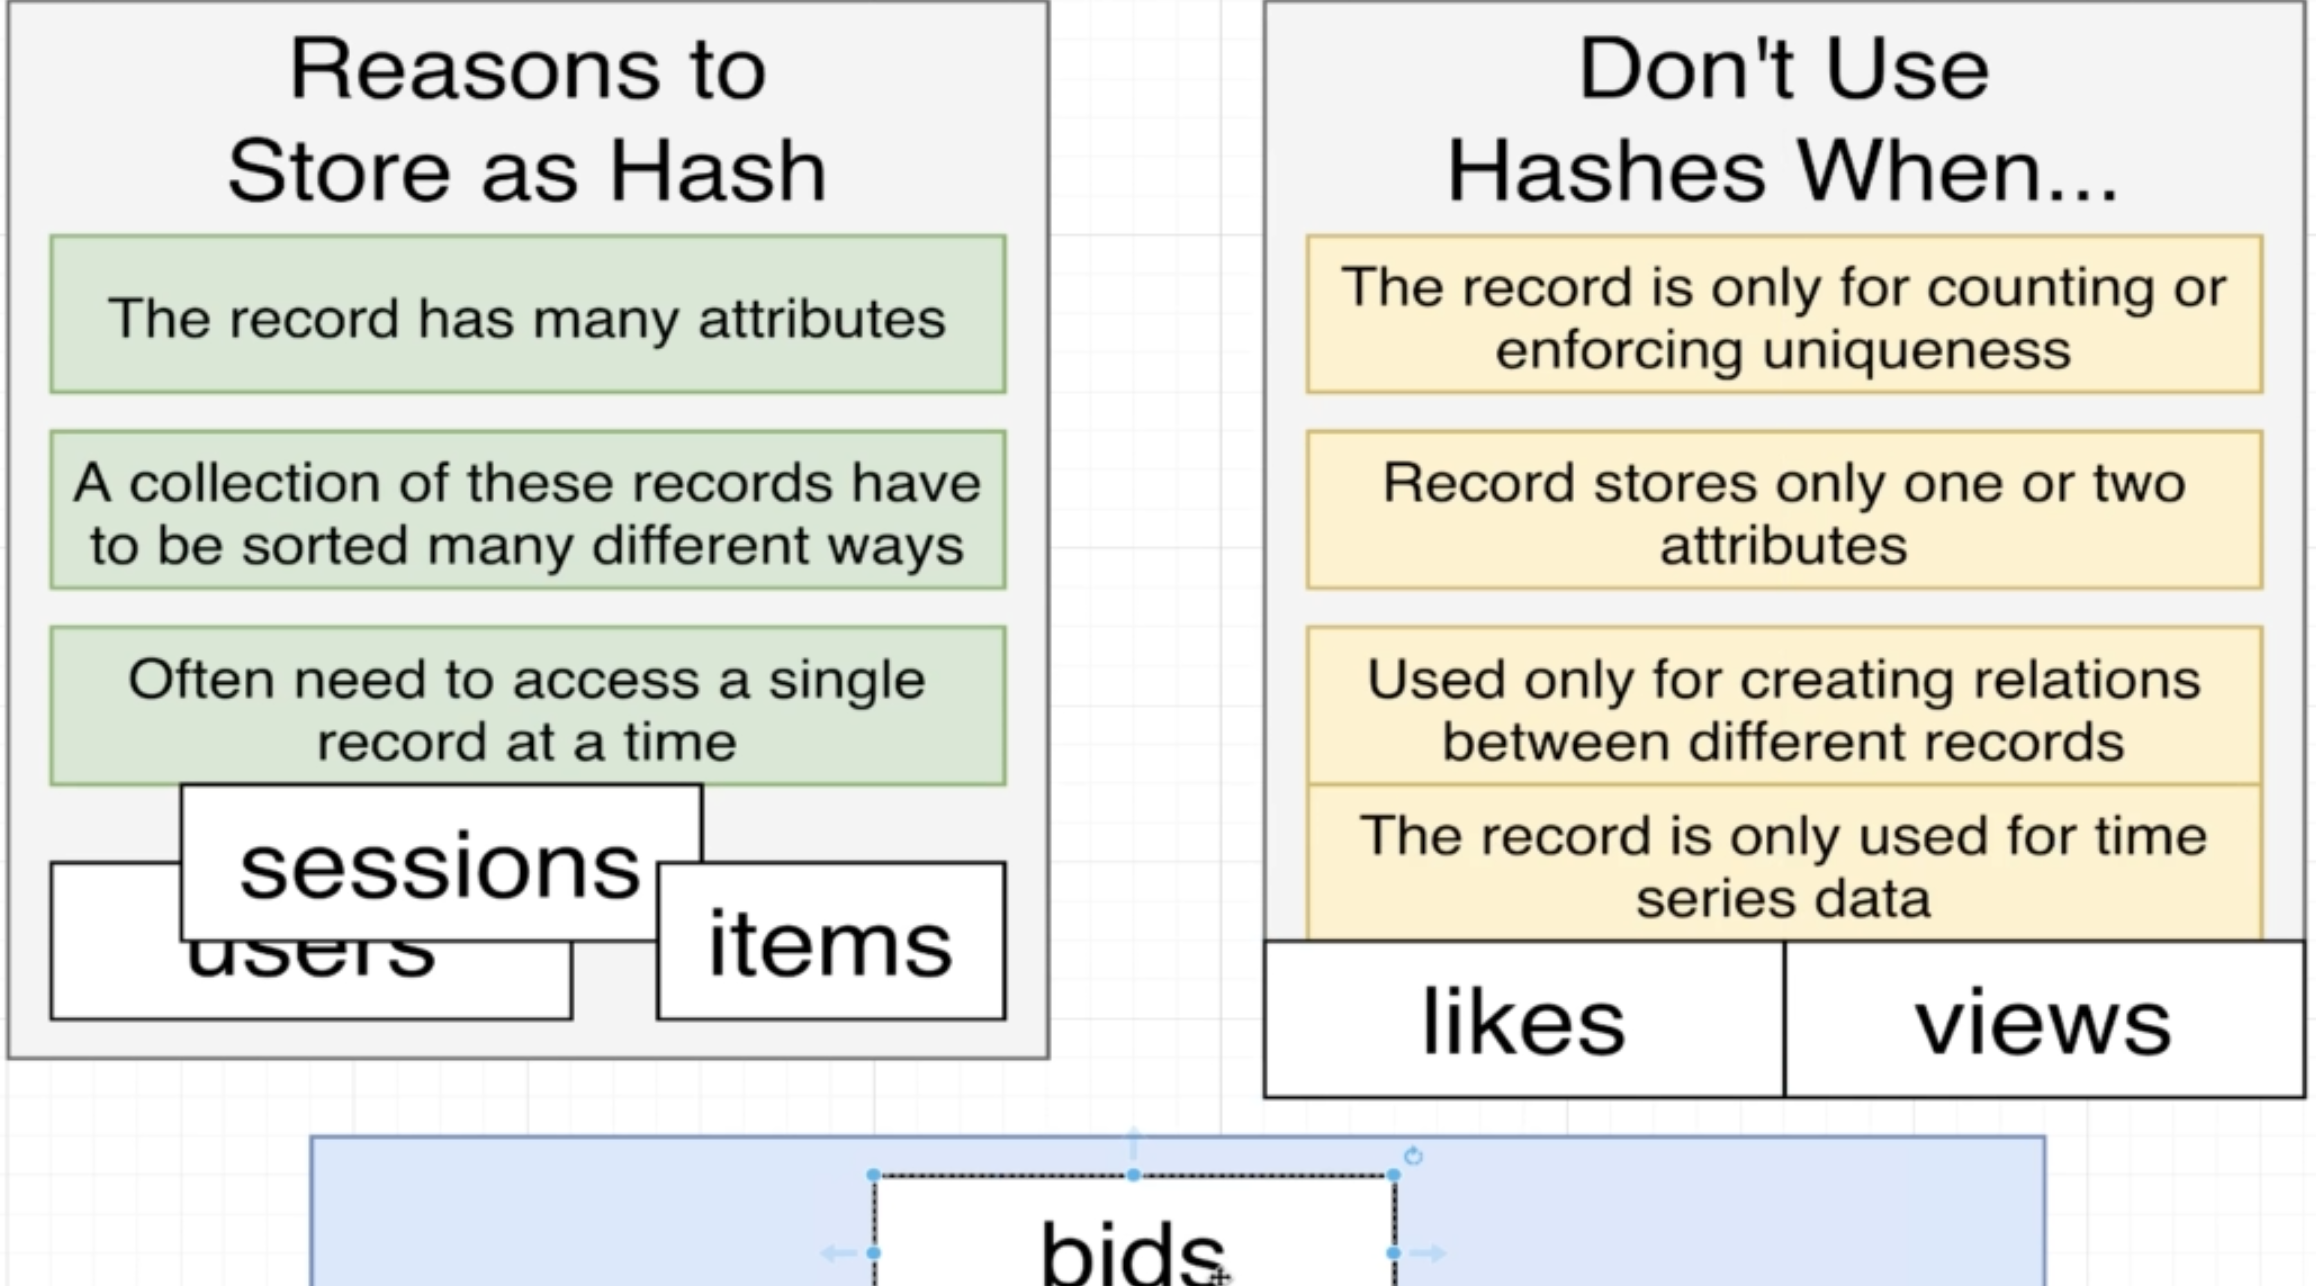 Reasons to
Store as Hash
The record has many attributes
A collection of these records have
to be sorted many different ways
Often need to access a single
record at a time
sessions
users
items
Don't Use
Hashes When...
The record is only for counting or
enforcing uniqueness
Record stores only one or two
attributes
Used only for creating relations
between different records
The record is only used for time
series data
likes
views
bids